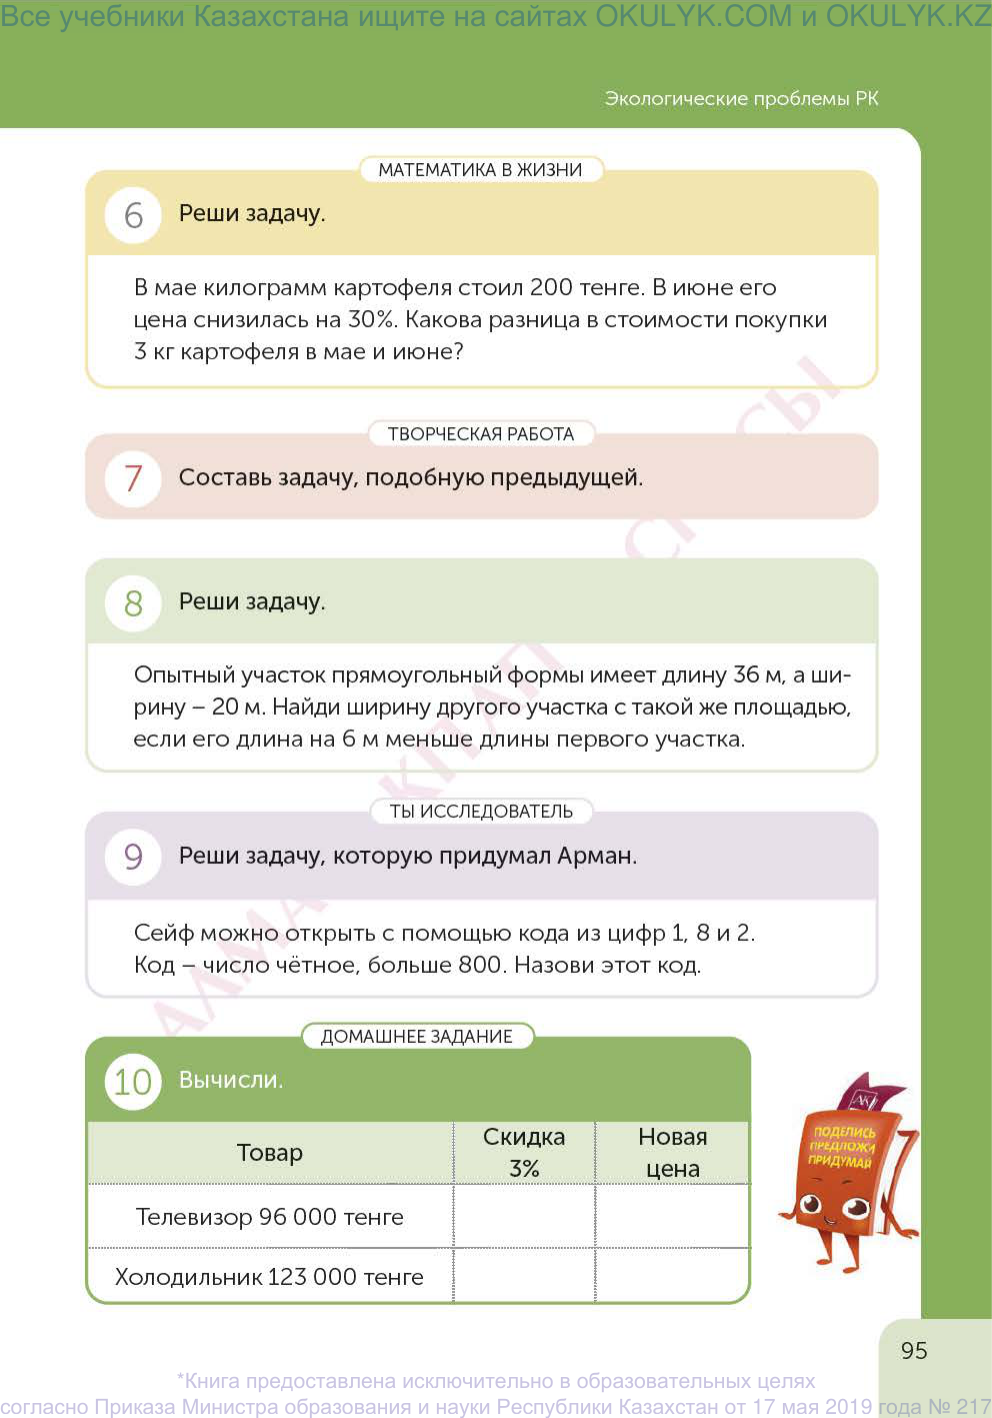 Все учебники Казахстана ищите на сайтах OKULYK.COM и OKULYK.KZ
Экологические проблемы РК
МАТЕМАТИКА В ЖИЗНИ
6 Реши задачу.
В мае килограмм картофеля стоил 200 тенге. В июне его
цена снизилась на 30%. Какова разница в стоимости покупки
3 кг картофеля в мае и июне?
ТВОРЧЕСКАЯ РАБОТА
7 Составь задачу, подобную предыдущей.
8 Реши задачу.
Опытный участок прямоугольный формы имеет длину 36 м, а ши-
рину – 20 м. Найди ширину другого участка с такой же площадью,
если его длина на 6 м меньше длины первого участка.
ТЫ ИССЛЕДОВАТЕЛЬ
9 Реши задачу, которую придумал Арман.
Сейф можно открыть с помощью кода из цифр 1, 8 и 2.
Код – число чётное, больше 800. Назови этот код.
ДОМАШНЕЕ ЗАДАНИЕ
10 Вычисли.
Товар Скидка 3% Новая цена
Телевизор 96 000 тенге
Холодильник 123 000 тенге
АК
ПОДЕЛИСЬ
ПРЕДЛОЖИ
ПРИДУМАЙ
95
*Книга предоставлена исключительно в образовательных целях
согласно Приказа Министра образования и науки Республики Казахстан от 17 мая 2019 года № 217